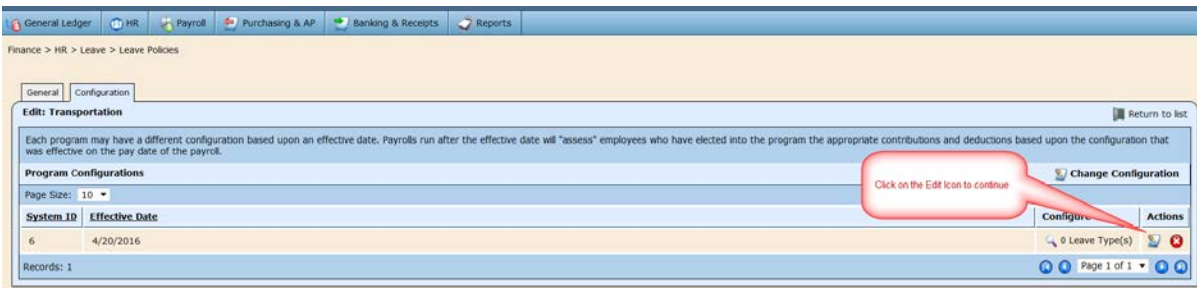 General Ledger HR Payroll Purchasing & AP Banking & Receipts Reports
Finance > HR > Leave > Leave Policies
General Configuration
Edit: Transportation Return to list
Each program may have a different configuration based upon an effective date. Payrolls run after the effective date will "assess" employees who have elected into the program the appropriate contributions and deductions based upon the configuration that
was effective on the pay date of the payroll.
Program Configurations Change Configuration
Click on the Edit Icon to continue
Page Size: 10
System ID Effective Date Configure Actions
6 4/20/2016 0 Leave Type(s)
Records: 1 Page 1 of 1